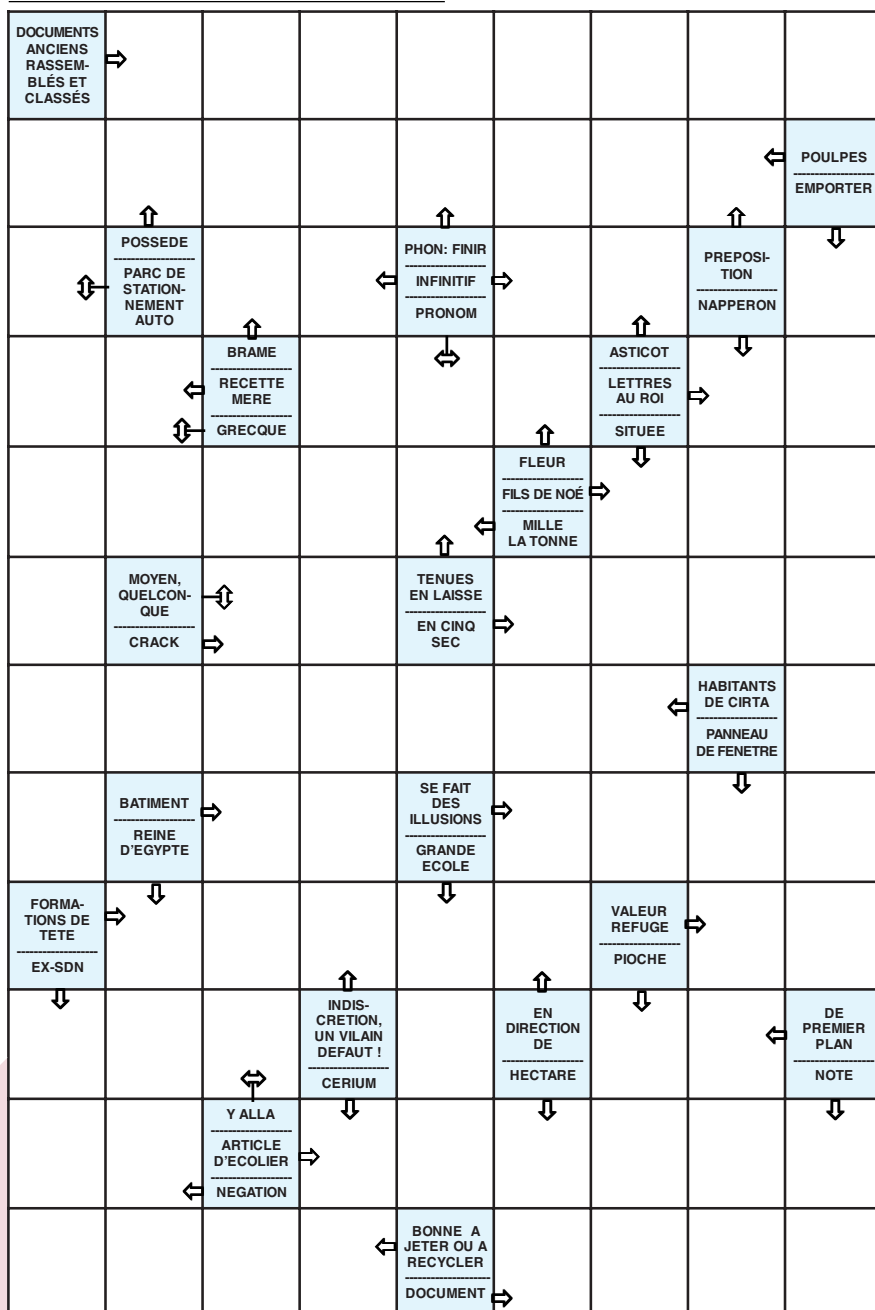 DOCUMENTS
ANCIENS
RASSEM-
BLÉS ET
CLASSÉS
POULPES
EMPORTER
POSSEDE
PARC DE
STATION-
NEMENT
AUTO
PHON: FINIR
INFINITIF
PRONOM
PREPOSI-
TION
NAPPERON
BRAME
RECETTE
MERE
GRECQUE
ASTICOT
LETTRES
AU ROI
SITUEE
FLEUR
FILS DE NOÉ
MILLE
LA TONNE
MOYEN,
QUELCON-
QUE
CRACK
TENUES
EN LAISSE
EN CINQ
SEC
HABITANTS
DE CIRTA
PANNEAU
DE FENETRE
BATIMENT
REINE
D'EGYPTE
SE FAIT
DES
ILLUSIONS
GRANDE
ECOLE
FORMA-
TIONS DE
TETE
EX-SDN
VALEUR
REFUGE
PIOCHE
INDIS-
CRETION,
UN VILAIN
DEFAUT !
CERIUM
EN
DIRECTION
DE
HECTARE
DE
PREMIER
PLAN
NOTE
Y ALLA
ARTICLE
D'ECOLIER
NEGATION
BONNE A
JETER OU A
RECYCLER
DOCUMENT